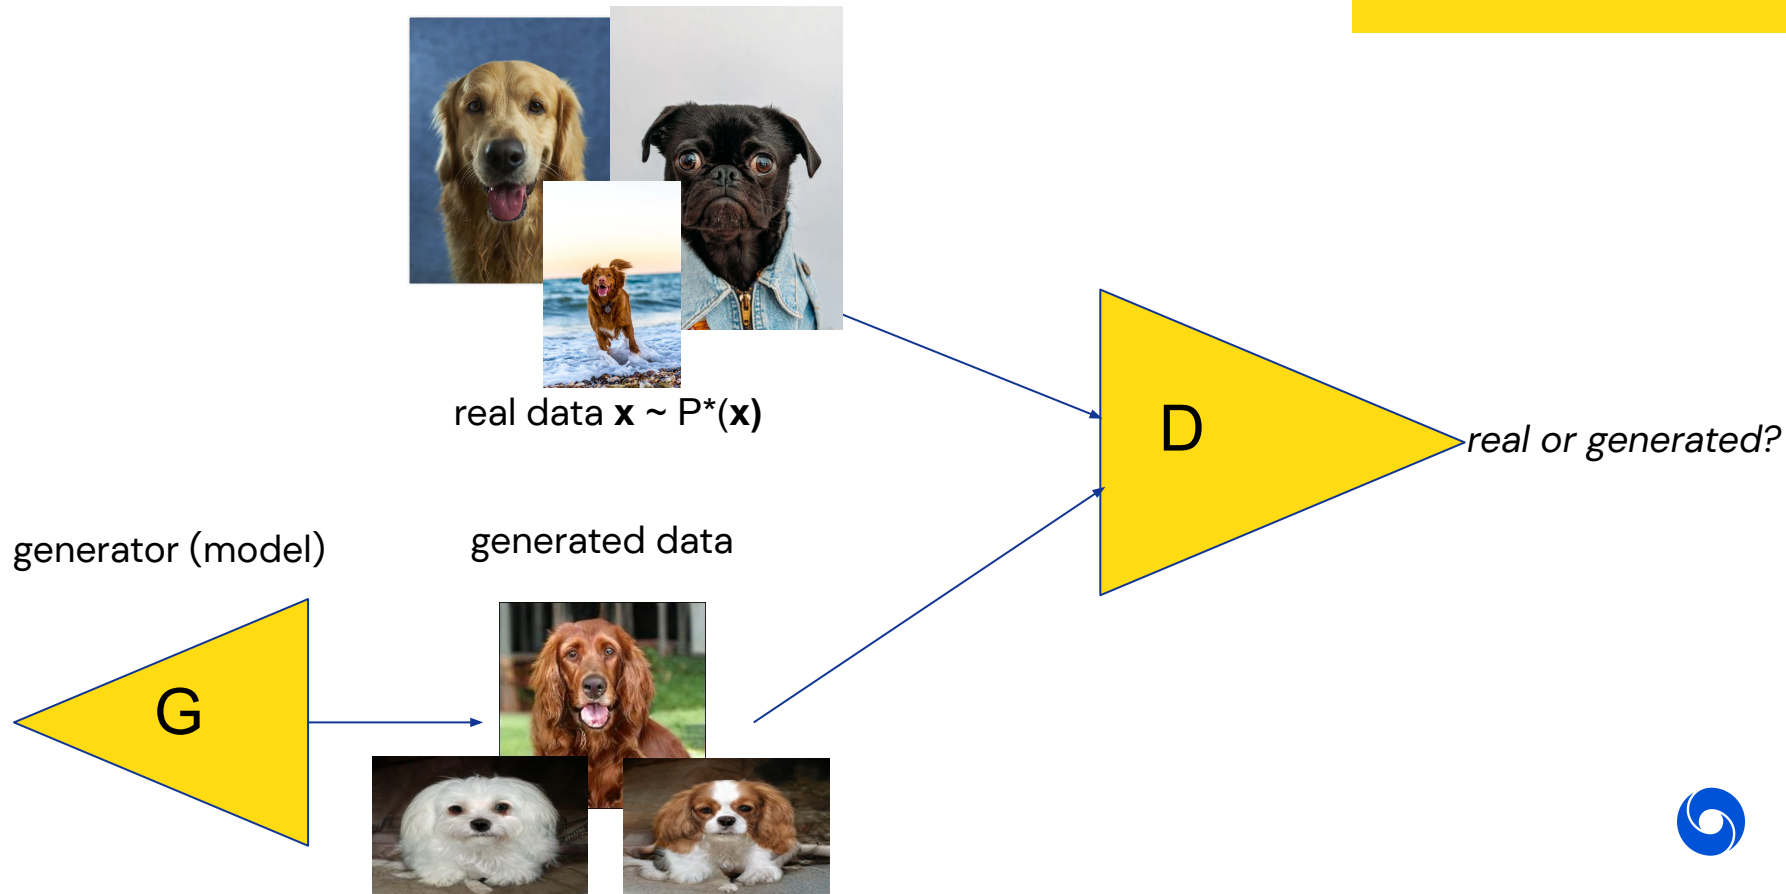 real data x ~ P*(x)
D
real or generated?
generator (model)
generated data
G